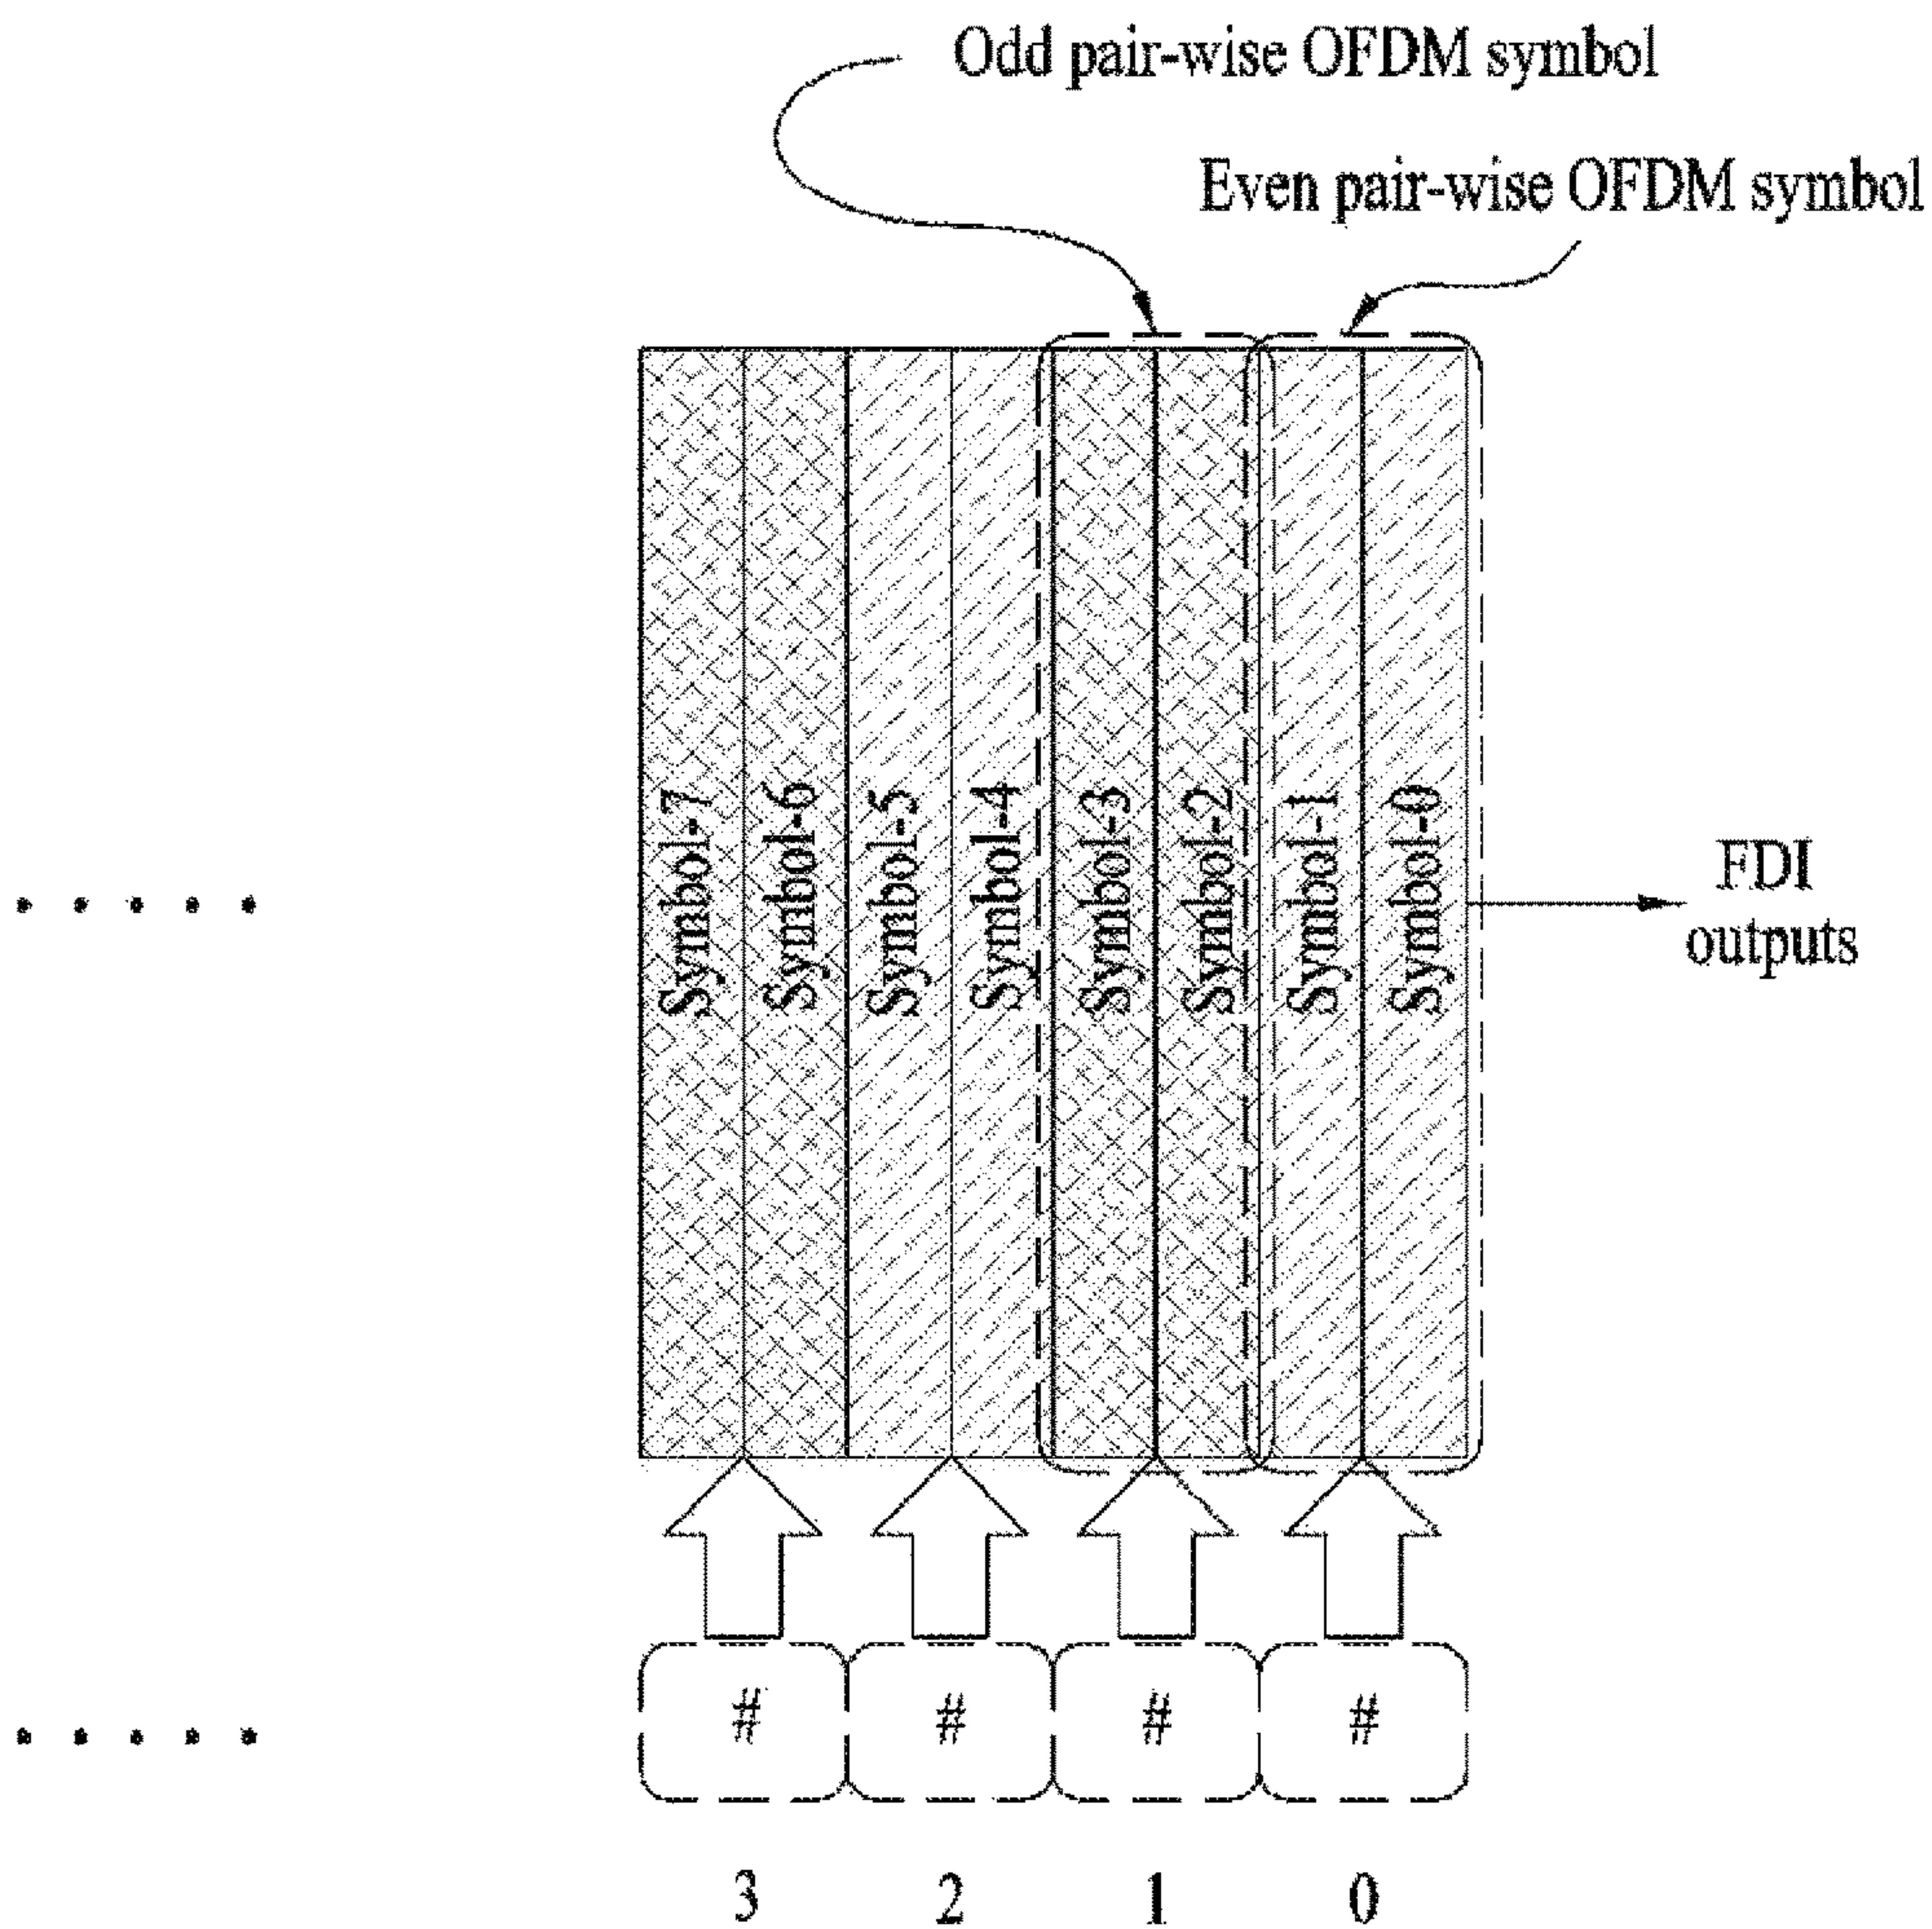 Odd pair-wise OFDM symbol
Even pair-wise OFDM symbol
Symbol-7
Symbol-6
Symbol-5
Symbol-4
Symbol-3
Symbol-2
Symbol-1
Symbol-0
FDI
outputs
# # # #
3 2 1 0